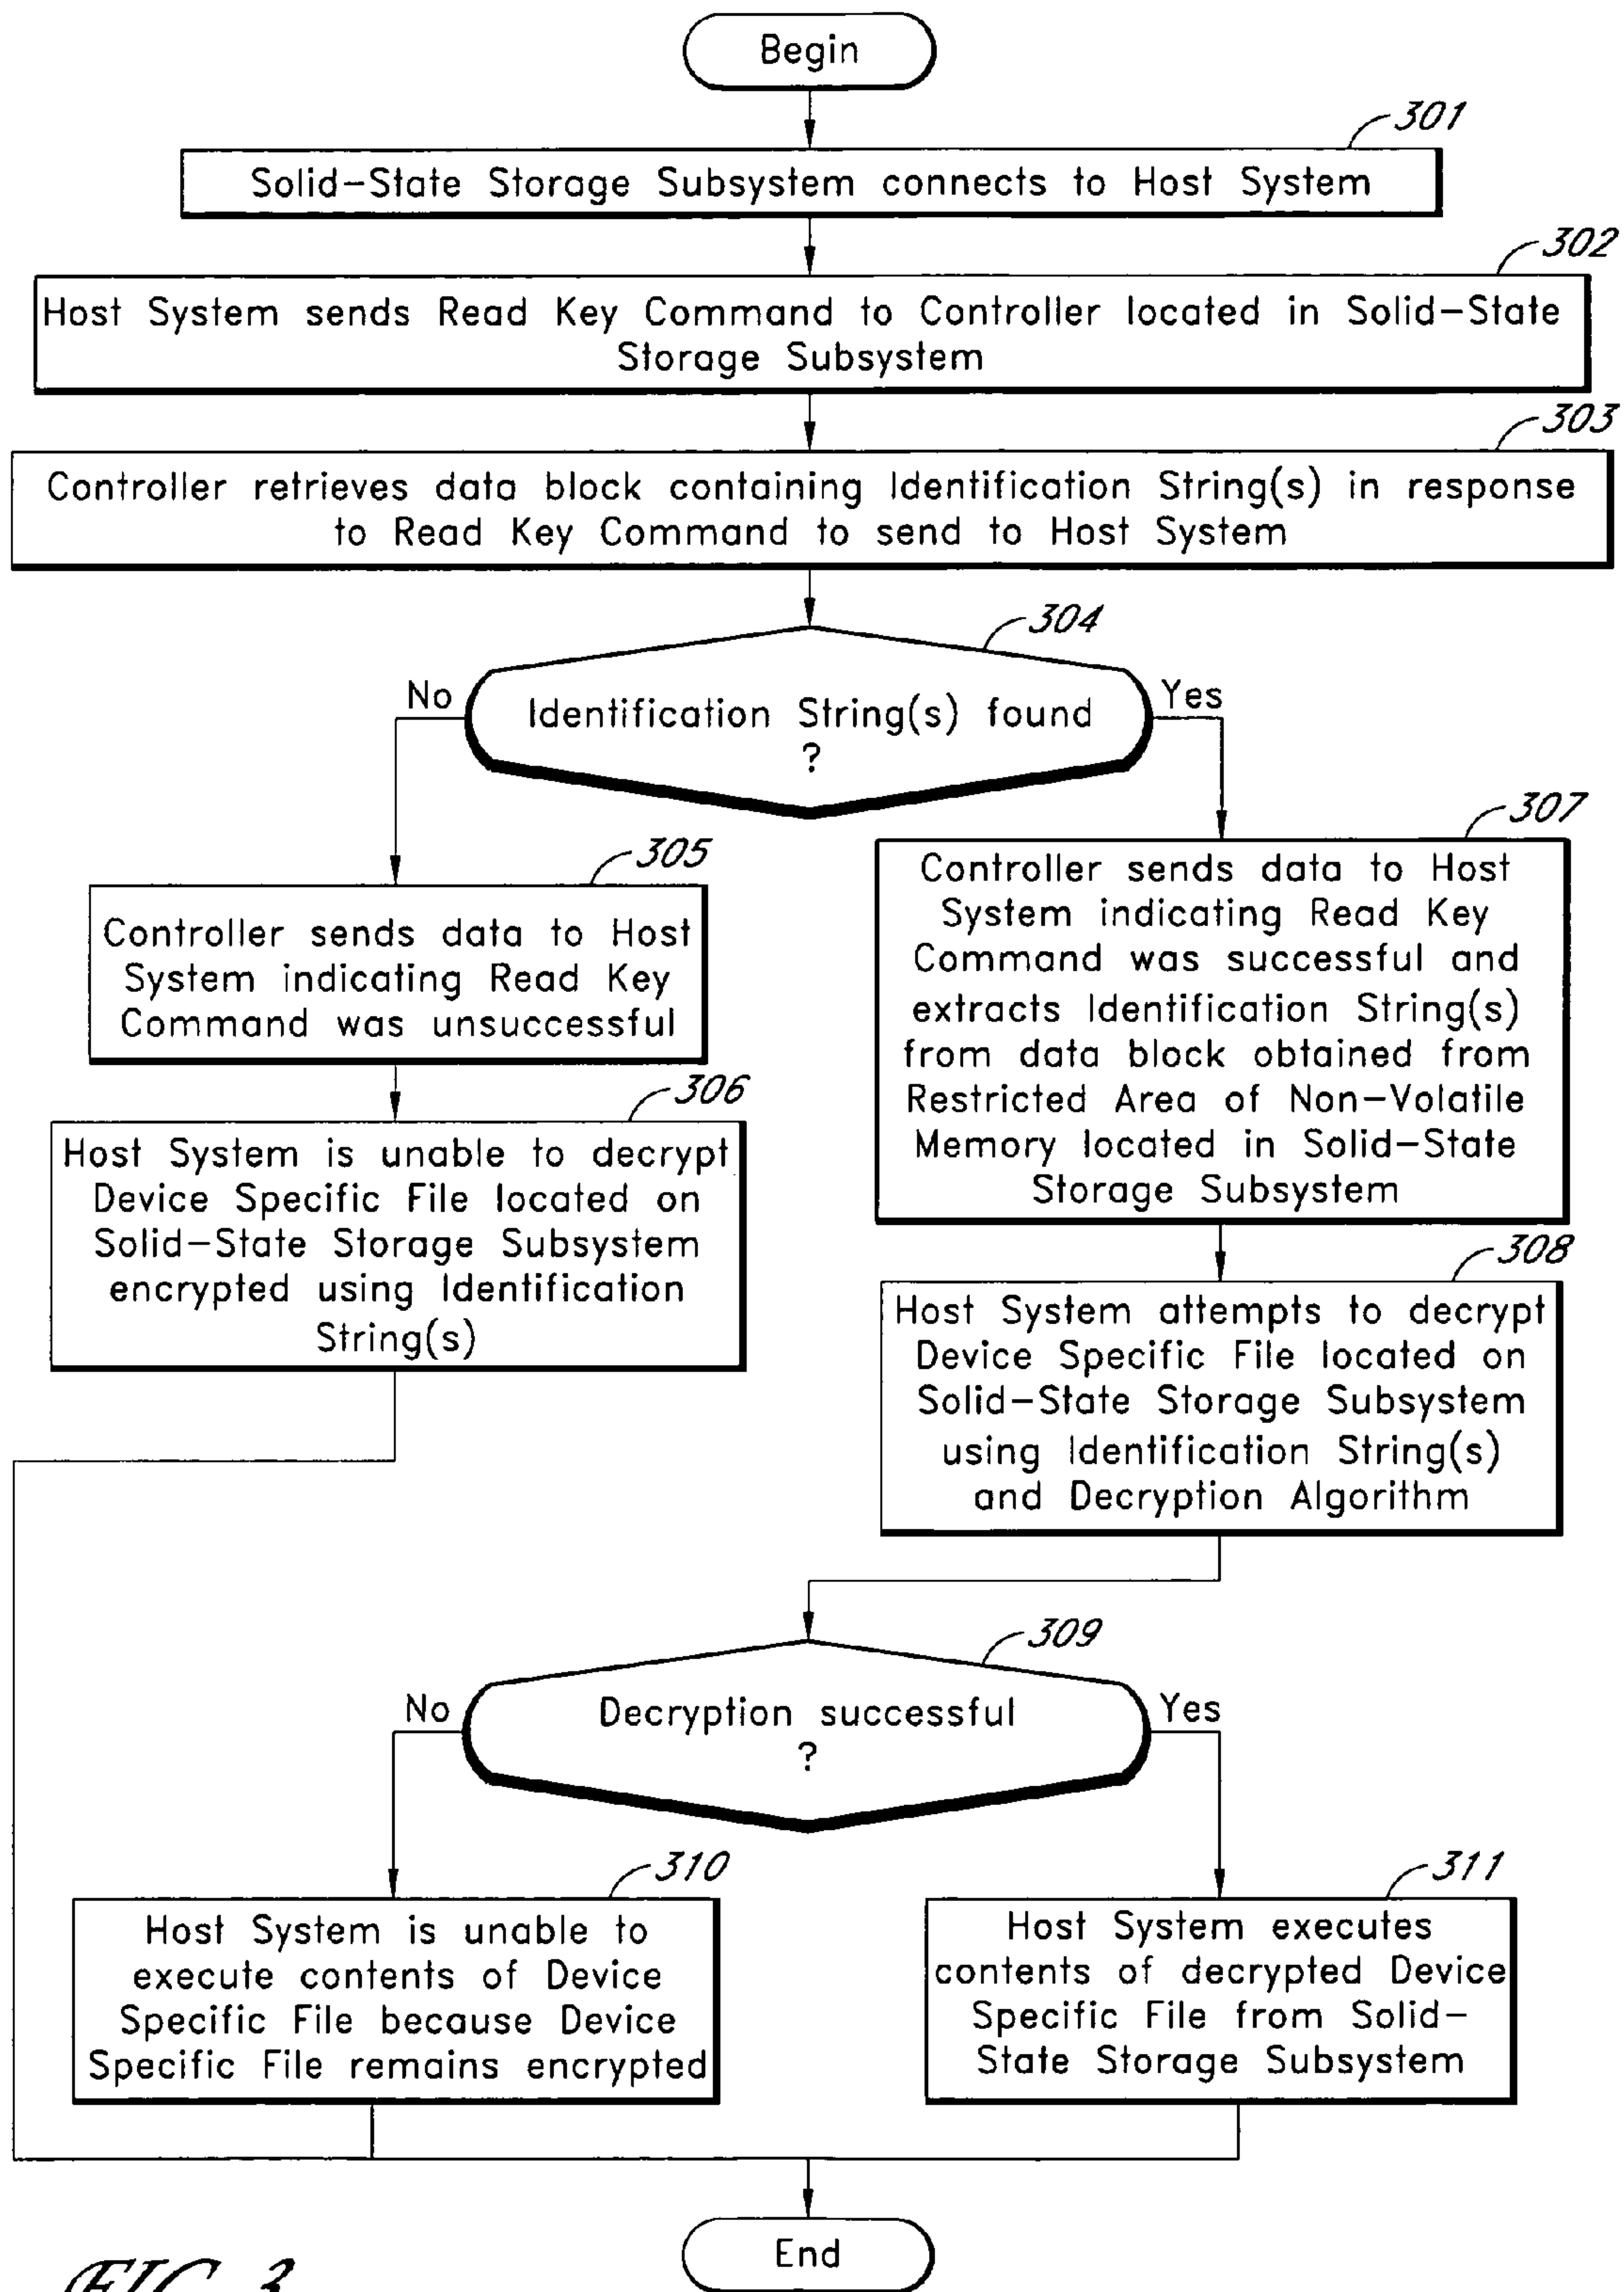 Begin
301
Solid-State Storage Subsystem connects to Host System
302
Host System sends Read Key Command to Controller located in Solid-State
Storage Subsystem
303
Controller retrieves data block containing Identification String(s) in response
to Read Key Command to send to Host System
304
No
Yes
Identification String(s) found
?
305
Controller sends data to Host
System indicating Read Key
Command was unsuccessful
306
Host System is unable to decrypt
Device Specific File located on
Solid-State Storage Subsystem
encrypted using Identification
String(s)
307
Controller sends data to Host
System indicating Read Key
Command was successful and
extracts Identification String(s)
from data block obtained from
Restricted Area of Non-Volatile
Memory located in Solid-State
Storage Subsystem
308
Host System attempts to decrypt
Device Specific File located on
Solid-State Storage Subsystem
using Identification String(s)
and Decryption Algorithm
309
No
Yes
Decryption successful
?
310
Host System is unable to
execute contents of Device
Specific File because Device
Specific File remains encrypted
311
Host System executes
contents of decrypted Device
Specific File from Solid-
State Storage Subsystem
End
FIG. 3